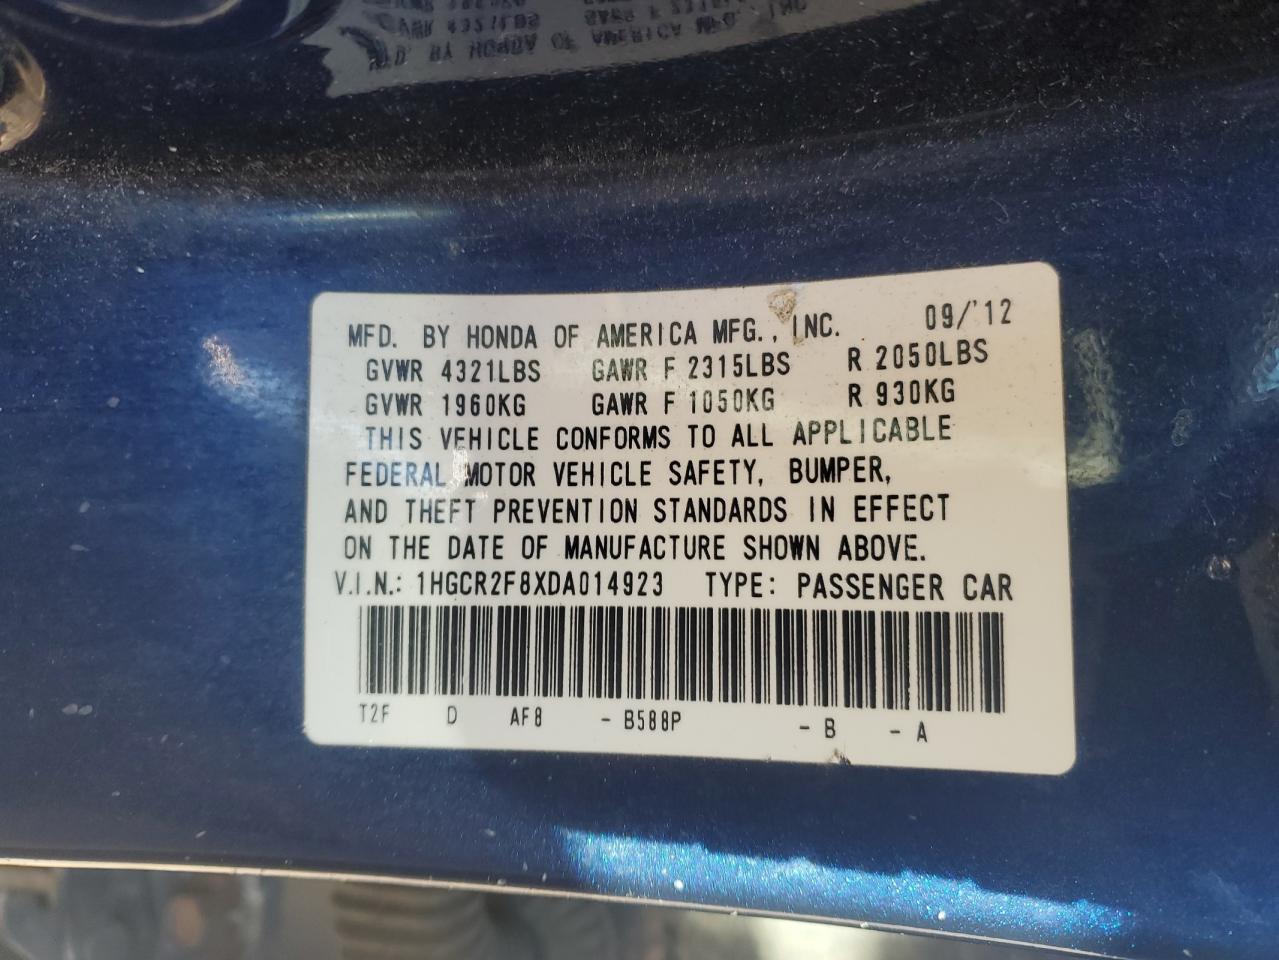 MFD. BY HONDA OF AMERICA MFG., INC. 09/'12
GVWR 4321LBS GAWR F 2315LBS R 2050LBS
GVWR 1960KG GAWR F 1050KG R 930KG
THIS VEHICLE CONFORMS TO ALL APPLICABLE
FEDERAL MOTOR VEHICLE SAFETY, BUMPER,
AND THEFT PREVENTION STANDARDS IN EFFECT
ON THE DATE OF MANUFACTURE SHOWN ABOVE.
V.I.N.: 1HGCR2F8XDA014923 TYPE: PASSENGER CAR
T2F D AF8 - B588P - B - A